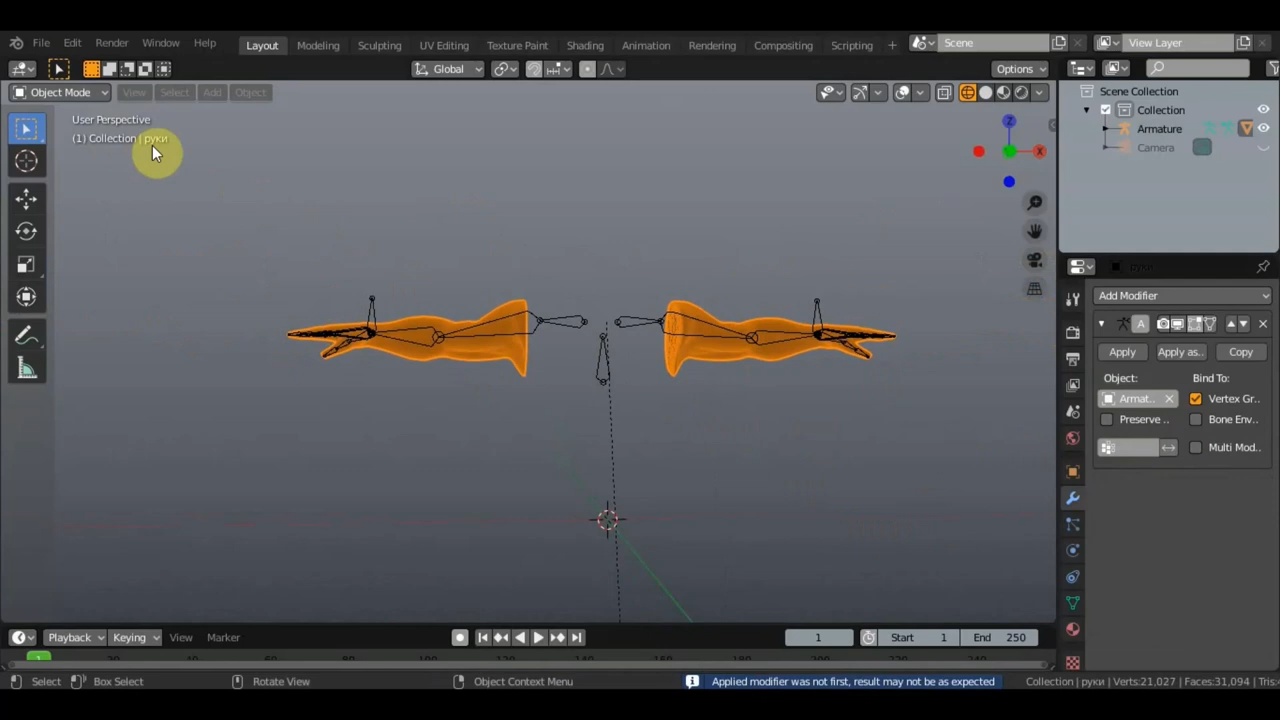 File Edit Render Window Help Layout Modeling Sculpting UV Editing Texture Paint Shading Animation Rendering Compositing Scripting + Scene View Layer
Global Options
Object Mode View Select Add Object
User Perspective
(1) Collection | руки
Z
X
Scene Collection
Collection
Armature
Camera
руки
Add Modifier
A
Apply Apply as.. Copy
Object: Bind To:
Armat.. Vertex Gr..
Preserve .. Bone Env..
Multi Mod..
Playback Keying View Marker 1 Start 1 End 250
1
Select Box Select Rotate View Object Context Menu Applied modifier was not first, result may not be as expected Collection | руки | Verts:21,027 | Faces:31,094 | Tris: